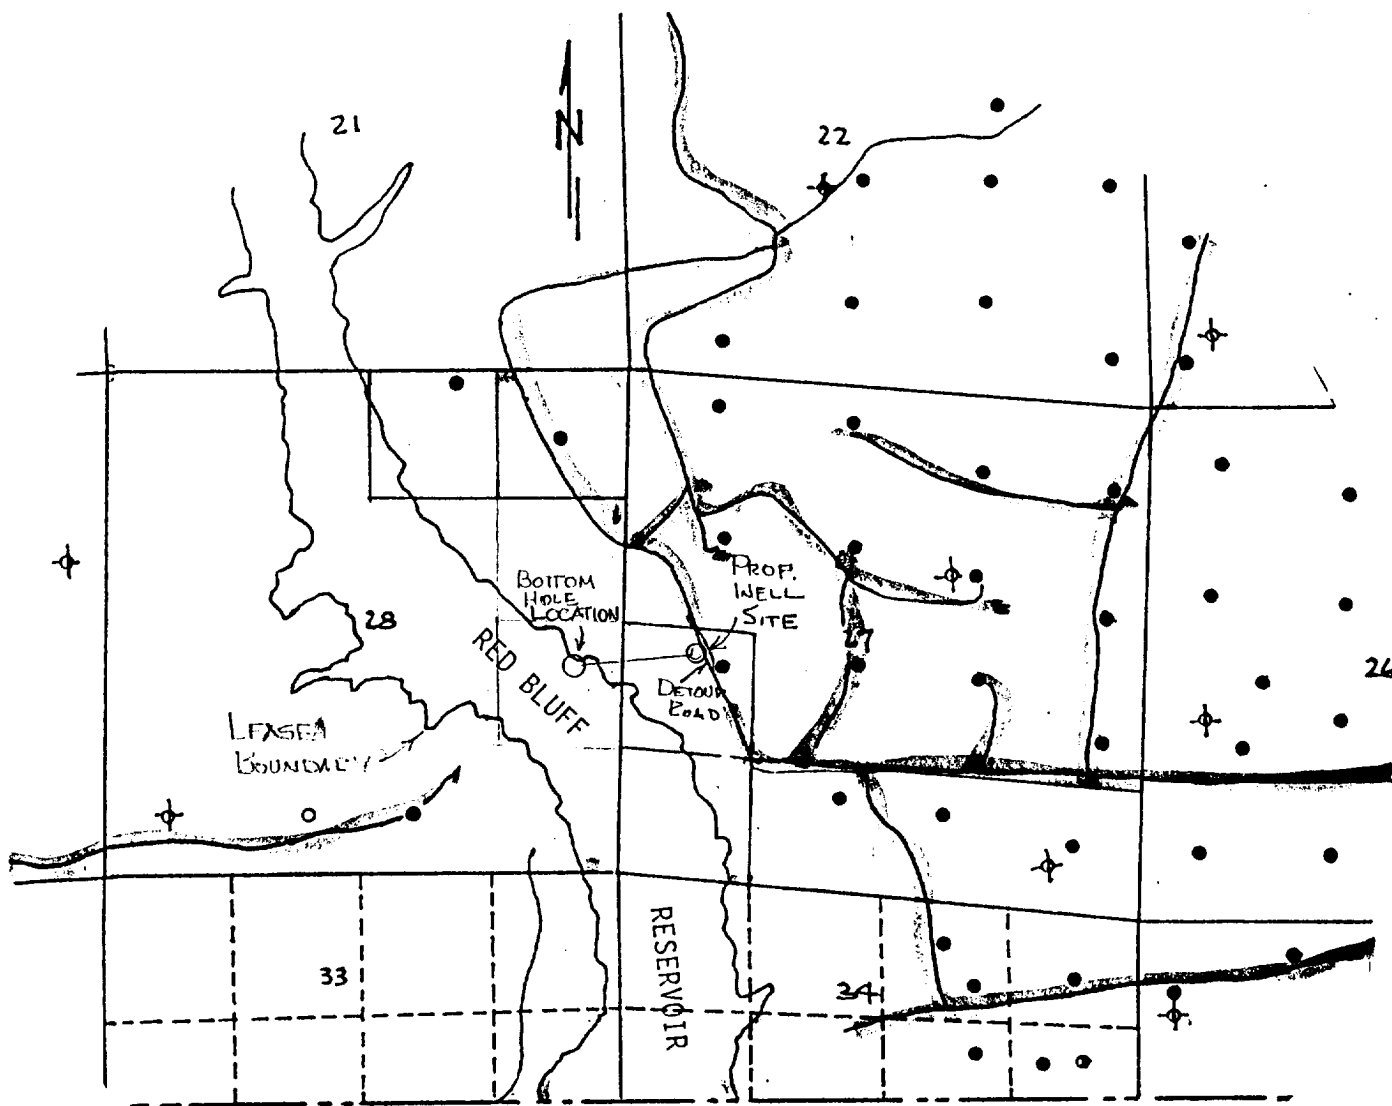 21
N
22
BOTTOM
HOLE
LOCATION
PROP.
WELL
SITE
28
27
26
RED BLUFF
DETOUR
ROAD
LEASE
BOUNDARY
33
RESERVOIR
34